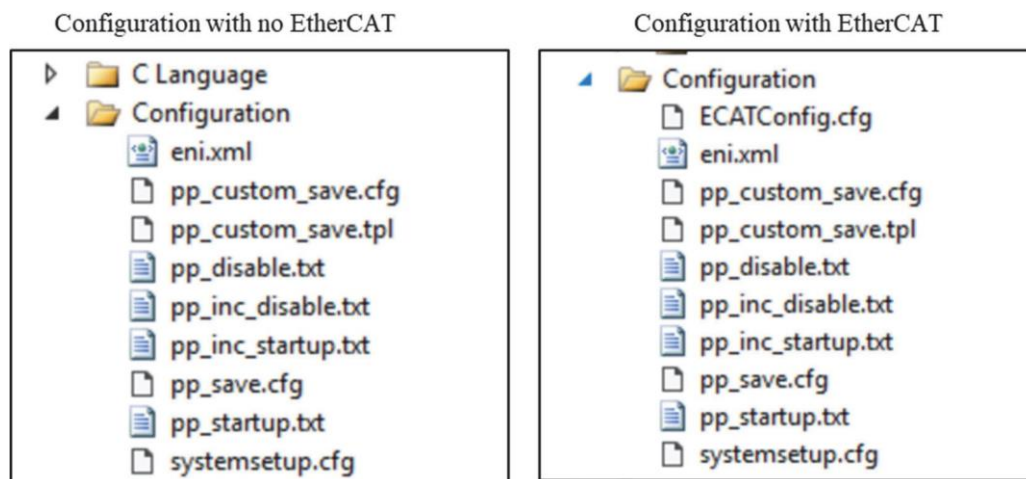 Configuration with no EtherCAT
C Language
Configuration
eni.xml
pp_custom_save.cfg
pp_custom_save.tpl
pp_disable.txt
pp_inc_disable.txt
pp_inc_startup.txt
pp_save.cfg
pp_startup.txt
systemsetup.cfg
Configuration with EtherCAT
Configuration
ECATConfig.cfg
eni.xml
pp_custom_save.cfg
pp_custom_save.tpl
pp_disable.txt
pp_inc_disable.txt
pp_inc_startup.txt
pp_save.cfg
pp_startup.txt
systemsetup.cfg